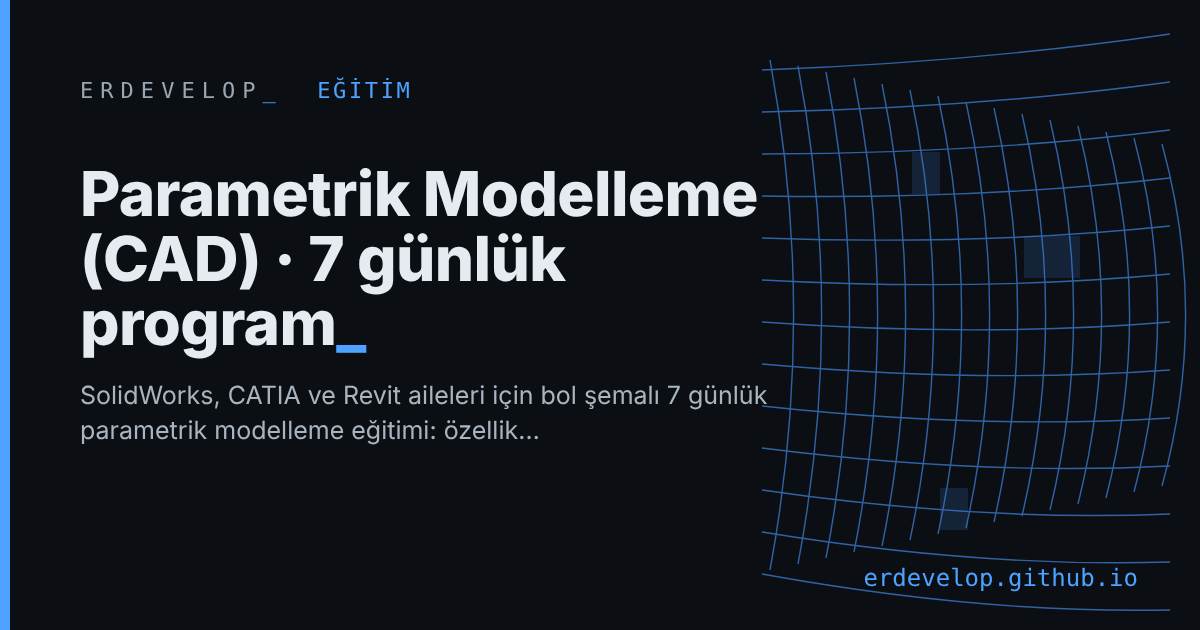 ERDEVELOP_ EĞİTİM
Parametrik Modelleme
(CAD) · 7 günlük
program_
SolidWorks, CATIA ve Revit aileleri için bol şemalı 7 günlük
parametrik modelleme eğitimi: özellik…
erdevelop.github.io